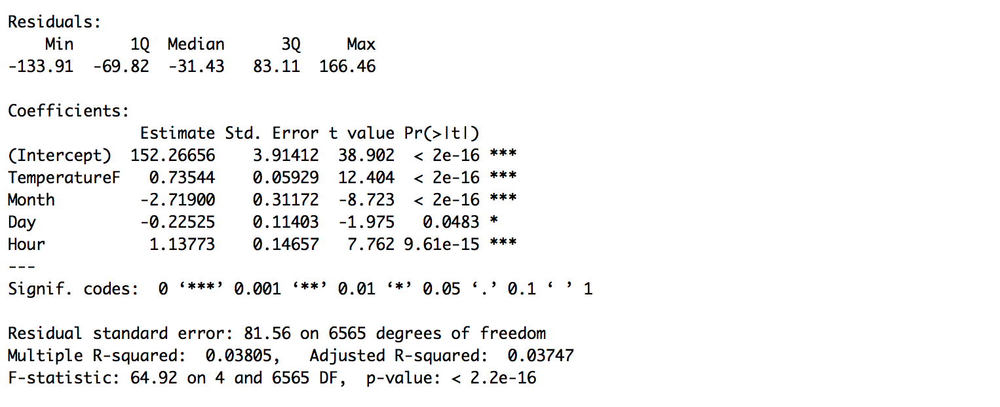 Residuals:
    Min      1Q  Median      3Q     Max
-133.91  -69.82  -31.43   83.11  166.46
Coefficients:
              Estimate Std. Error t value Pr(>|t|)
(Intercept)  152.26656    3.91412  38.902  < 2e-16 ***
TemperatureF   0.73544    0.05929  12.404  < 2e-16 ***
Month         -2.71900    0.31172  -8.723  < 2e-16 ***
Day           -0.22525    0.11403  -1.975   0.0483 *
Hour           1.13773    0.14657   7.762 9.61e-15 ***
---
Signif. codes:  0 ‘***’ 0.001 ‘**’ 0.01 ‘*’ 0.05 ‘.’ 0.1 ‘ ’ 1
Residual standard error: 81.56 on 6565 degrees of freedom
Multiple R-squared:  0.03805,   Adjusted R-squared:  0.03747
F-statistic: 64.92 on 4 and 6565 DF,  p-value: < 2.2e-16